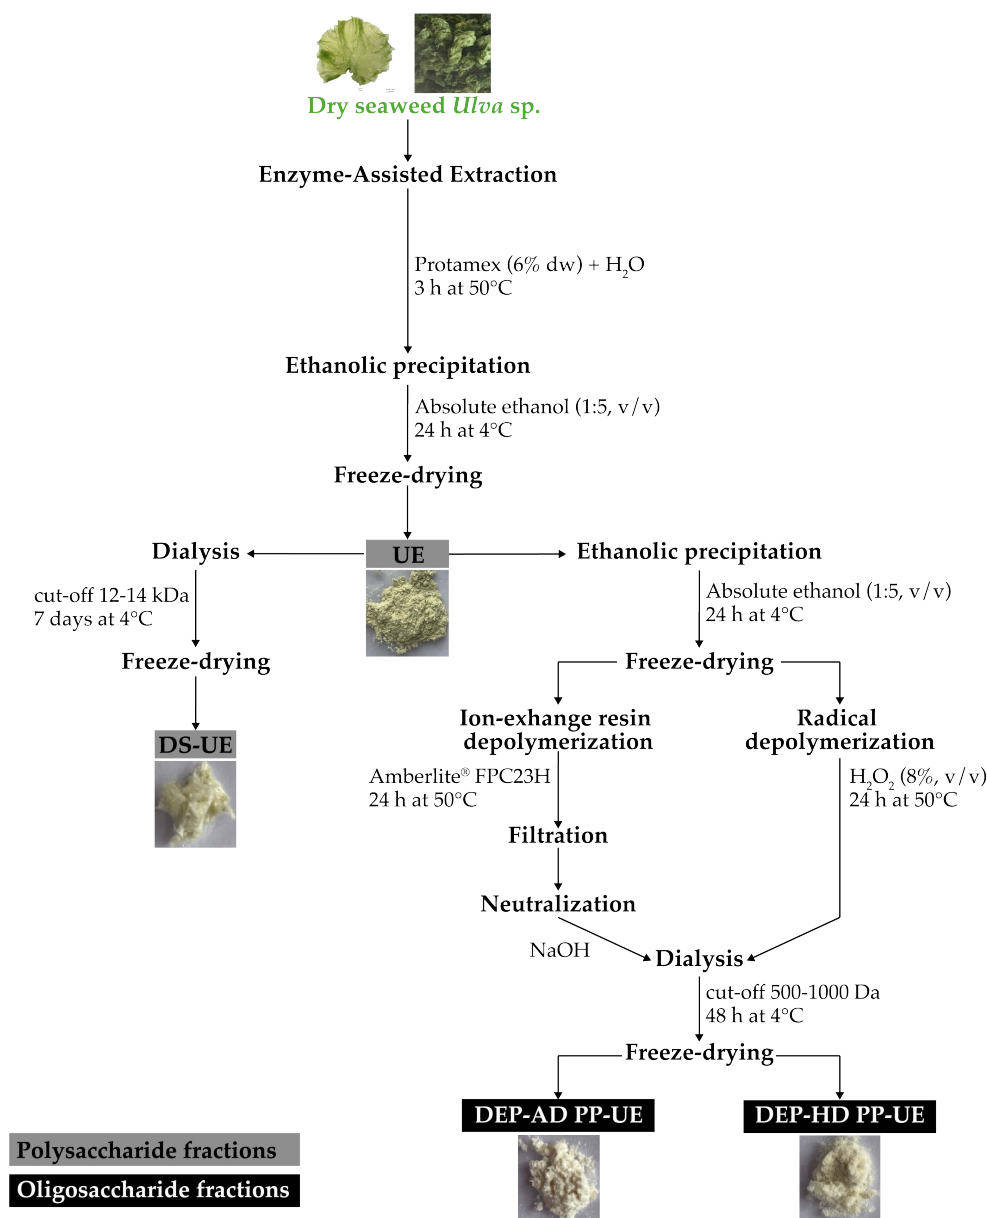 Dry seaweed Ulva sp.
Enzyme-Assisted Extraction
Protamex (6% dw) + H₂O
3 h at 50°C
Ethanolic precipitation
Absolute ethanol (1:5, v/v)
24 h at 4°C
Freeze-drying
UE
Dialysis
cut-off 12-14 kDa
7 days at 4°C
Freeze-drying
DS-UE
Ethanolic precipitation
Absolute ethanol (1:5, v/v)
24 h at 4°C
Freeze-drying
Ion-exhange resin
depolymerization
Amberlite® FPC23H
24 h at 50°C
Filtration
Neutralization
NaOH
Radical
depolymerization
H₂O₂ (8%, v/v)
24 h at 50°C
Dialysis
cut-off 500-1000 Da
48 h at 4°C
Freeze-drying
DEP-AD PP-UE
DEP-HD PP-UE
Polysaccharide fractions
Oligosaccharide fractions